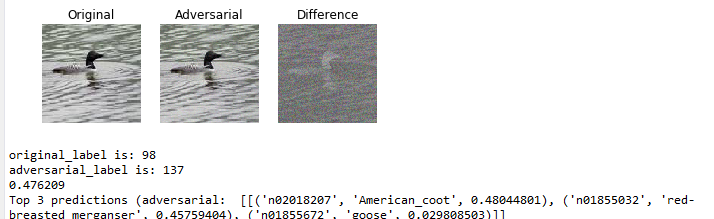 Original Adversarial Difference
original_label is: 98
adversarial_label is: 137
0.476209
Top 3 predictions (adversarial:  [[('n02018207', 'American_coot', 0.48044801), ('n01855032', 'red-
breasted_merganser', 0.45759404), ('n01855672', 'goose', 0.029808503)]]